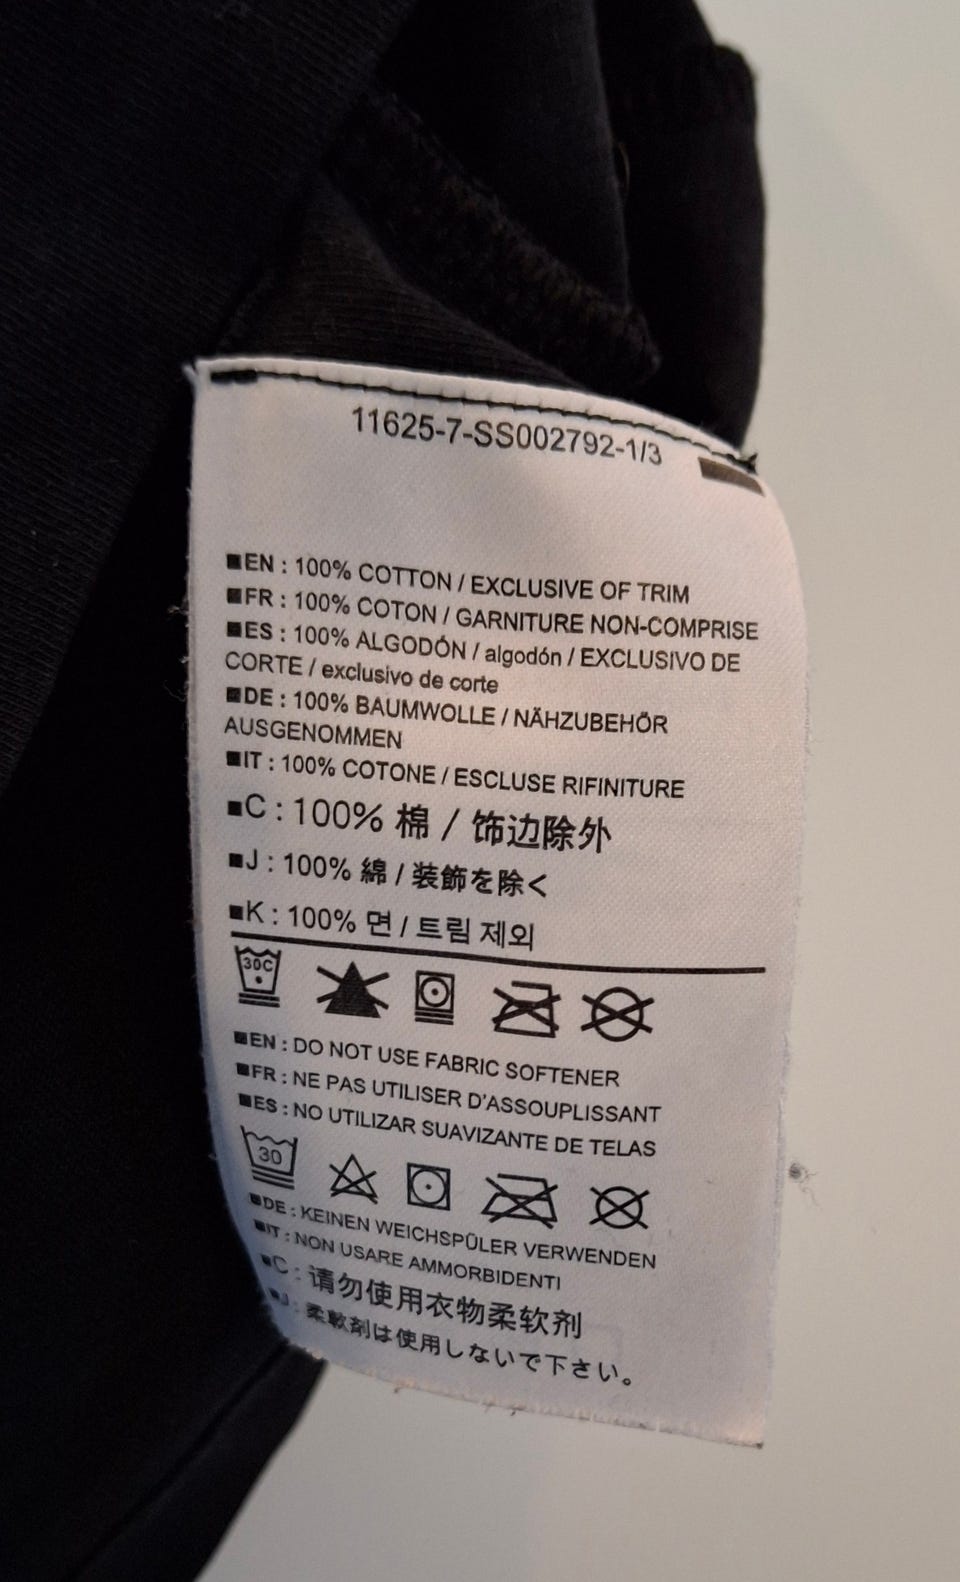 11625-7-SS002792-1/3
■EN : 100% COTTON / EXCLUSIVE OF TRIM
■FR : 100% COTON / GARNITURE NON-COMPRISE
■ES : 100% ALGODÓN / algodón / EXCLUSIVO DE
CORTE / exclusivo de corte
■DE : 100% BAUMWOLLE / NÄHZUBEHÖR
AUSGENOMMEN
■IT : 100% COTONE / ESCLUSE RIFINITURE
■C : 100% 棉 / 饰边除外
■J : 100% 綿 / 装飾を除く
■K : 100% 면 / 트림 제외
30C
■EN : DO NOT USE FABRIC SOFTENER
■FR : NE PAS UTILISER D'ASSOUPLISSANT
■ES : NO UTILIZAR SUAVIZANTE DE TELAS
30
■DE : KEINEN WEICHSPÜLER VERWENDEN
■IT : NON USARE AMMORBIDENTI
■C : 请勿使用衣物柔软剂
■J : 柔軟剤は使用しないで下さい。